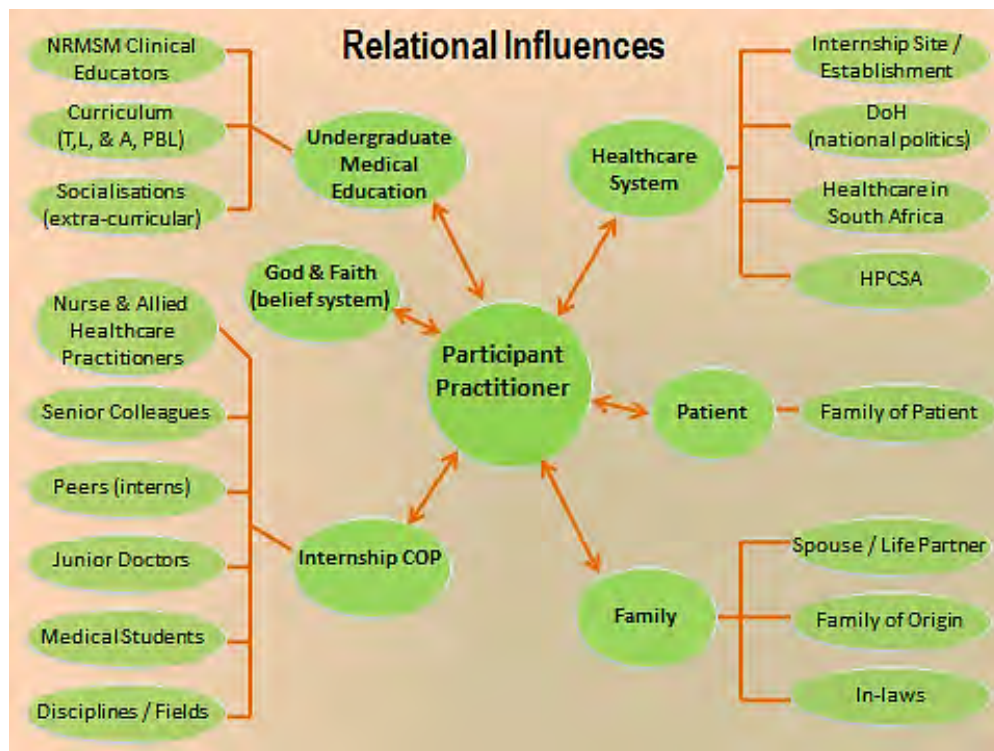 Relational Influences
NRMSM Clinical
Educators
Curriculum
(T,L, & A, PBL)
Socialisations
(extra-curricular)
Undergraduate
Medical
Education
Healthcare
System
Internship Site /
Establishment
DoH
(national politics)
Healthcare in
South Africa
HPCSA
God & Faith
(belief system)
Participant
Practitioner
Patient
Family of Patient
Nurse & Allied
Healthcare
Practitioners
Senior Colleagues
Peers (interns)
Junior Doctors
Medical Students
Disciplines / Fields
Internship COP
Family
Spouse / Life Partner
Family of Origin
In-laws